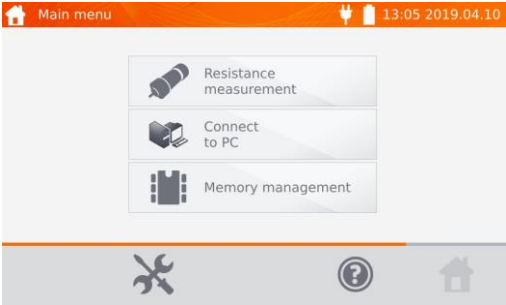 Main menu
13:05 2019.04.10
Resistance
measurement
Connect
to PC
Memory management
?